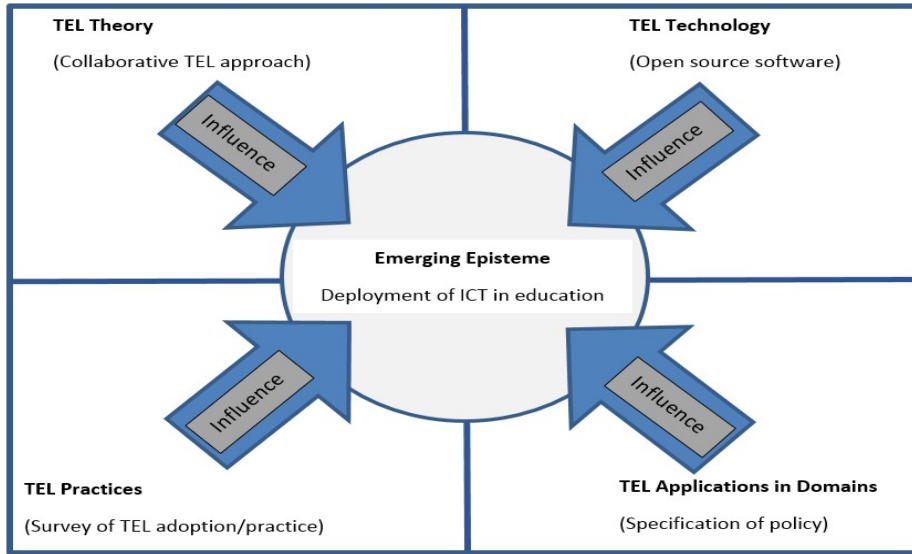 TEL Theory
(Collaborative TEL approach)
Influence
TEL Technology
(Open source software)
Influence
Emerging Episteme
Deployment of ICT in education
Influence
TEL Practices
(Survey of TEL adoption/practice)
Influence
TEL Applications in Domains
(Specification of policy)